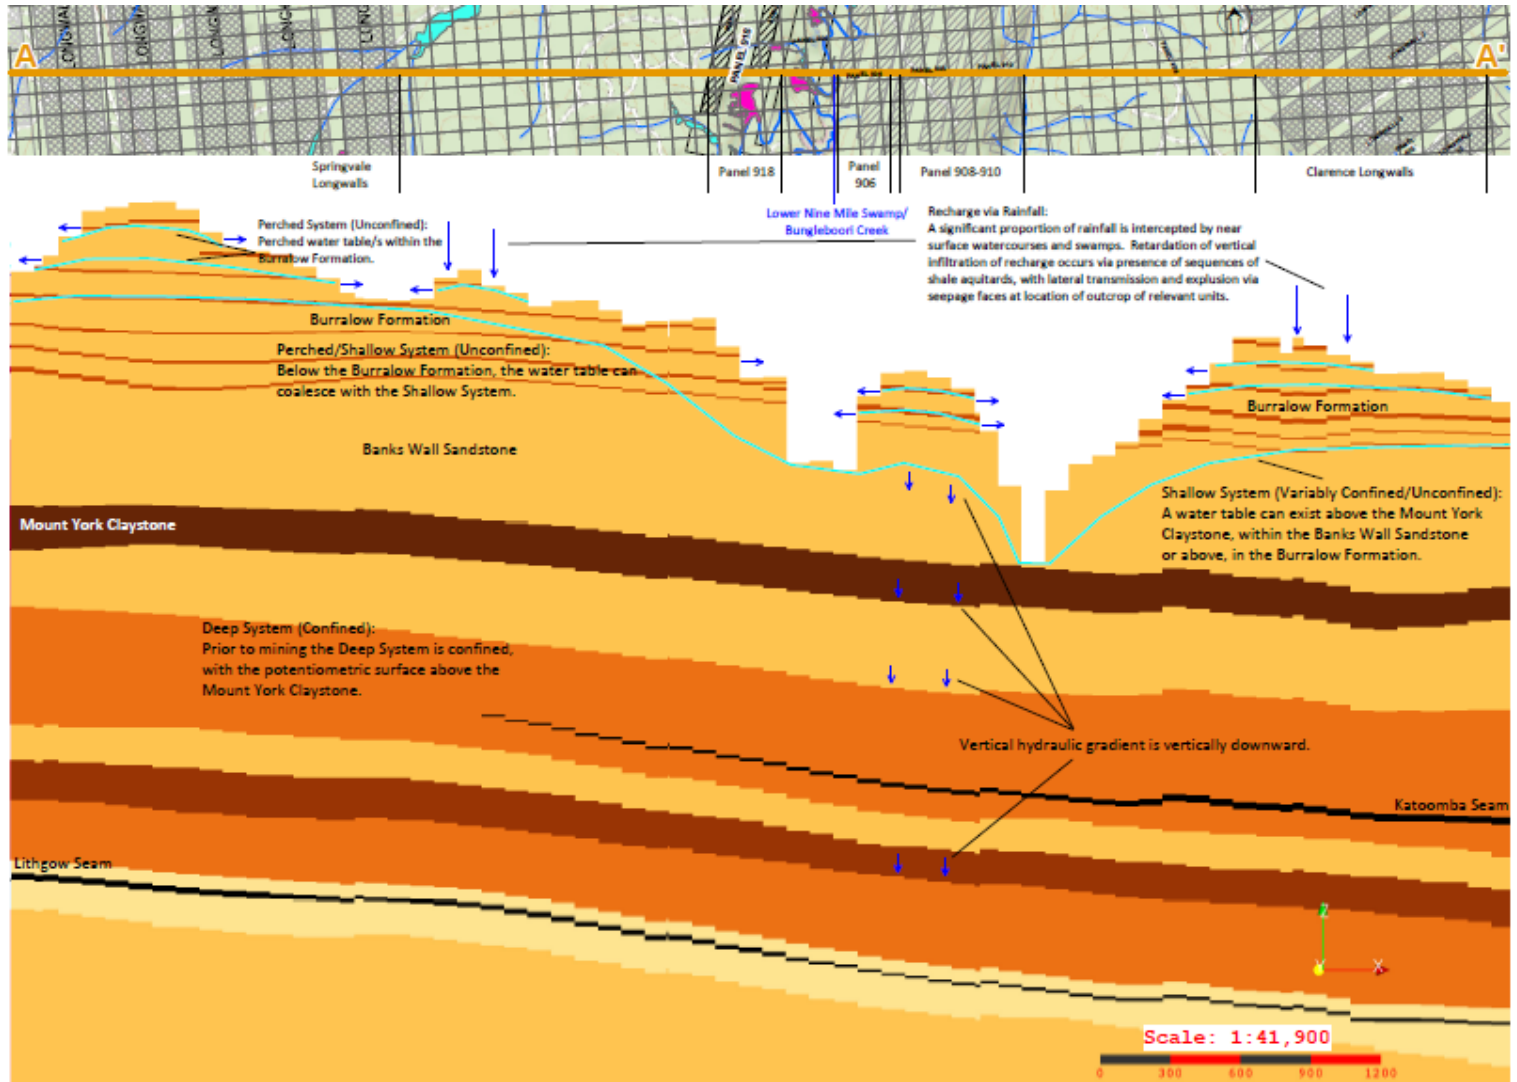 A
A'
LONGWAL
LONGWA
LONGW
LONGW
LONG
PANEL 918
Springvale
Longwalls
Panel 918
Panel
906
Panel 908-910
Clarence Longwalls
Lower Nine Mile Swamp/
Bungleboori Creek
Perched System (Unconfined):
Perched water table/s within the
Burralow Formation.
Recharge via Rainfall:
A significant proportion of rainfall is intercepted by near
surface watercourses and swamps. Retardation of vertical
infiltration of recharge occurs via presence of sequences of
shale aquitards, with lateral transmission and explusion via
seepage faces at location of outcrop of relevant units.
Burralow Formation
Perched/Shallow System (Unconfined):
Below the Burralow Formation, the water table can
coalesce with the Shallow System.
Burralow Formation
Banks Wall Sandstone
Shallow System (Variably Confined/Unconfined):
A water table can exist above the Mount York
Claystone, within the Banks Wall Sandstone
or above, in the Burralow Formation.
Mount York Claystone
Deep System (Confined):
Prior to mining the Deep System is confined,
with the potentiometric surface above the
Mount York Claystone.
Vertical hydraulic gradient is vertically downward.
Katoomba Seam
Lithgow Seam
Z
Y
X
Scale: 1:41,900
0 300 600 900 1200